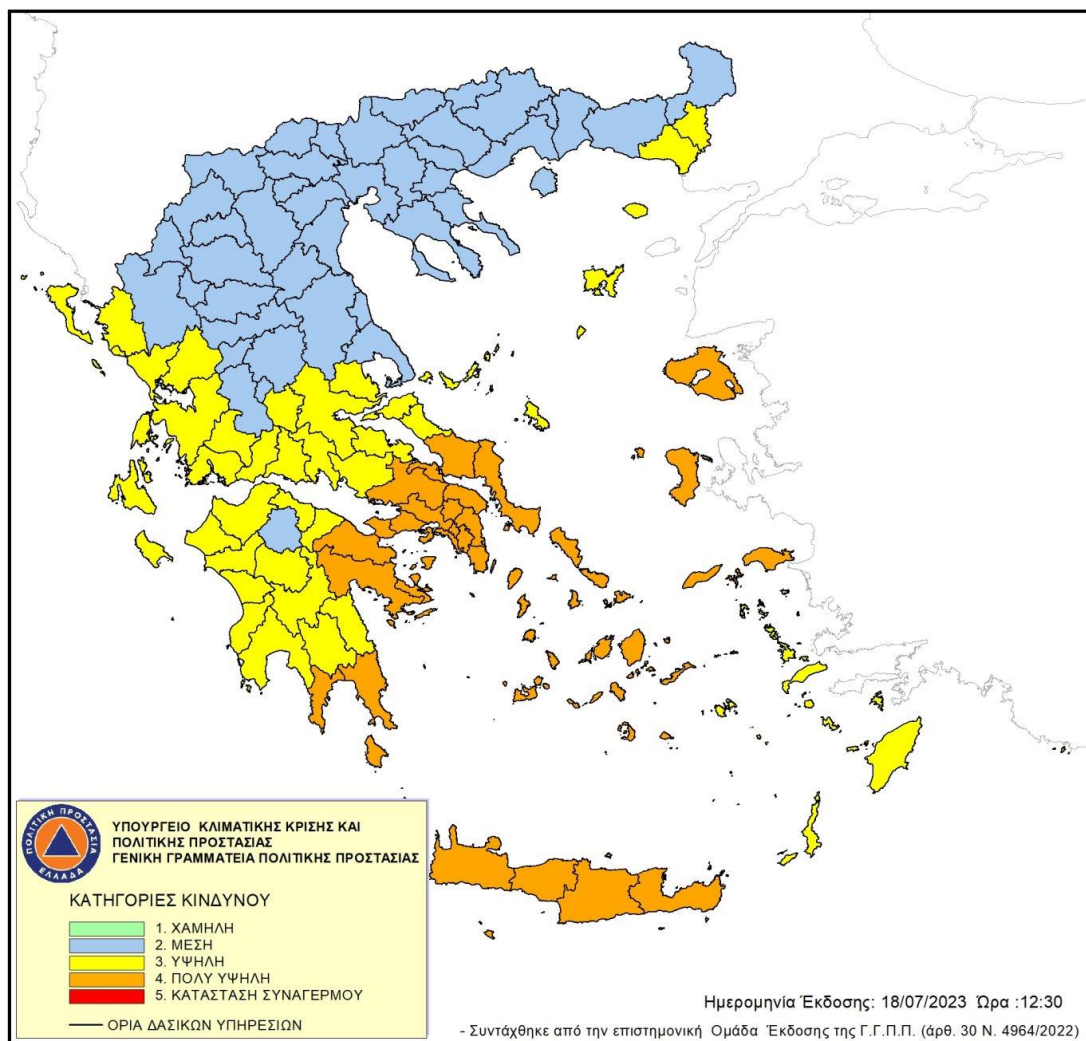 ΠΟΛΙΤΙΚΗ ΠΡΟΣΤΑΣΙΑ
ΕΛΛΑΔΑ
ΥΠΟΥΡΓΕΙΟ ΚΛΙΜΑΤΙΚΗΣ ΚΡΙΣΗΣ ΚΑΙ
ΠΟΛΙΤΙΚΗΣ ΠΡΟΣΤΑΣΙΑΣ
ΓΕΝΙΚΗ ΓΡΑΜΜΑΤΕΙΑ ΠΟΛΙΤΙΚΗΣ ΠΡΟΣΤΑΣΙΑΣ
ΚΑΤΗΓΟΡΙΕΣ ΚΙΝΔΥΝΟΥ
1. ΧΑΜΗΛΗ
2. ΜΕΣΗ
3. ΥΨΗΛΗ
4. ΠΟΛΥ ΥΨΗΛΗ
5. ΚΑΤΑΣΤΑΣΗ ΣΥΝΑΓΕΡΜΟΥ
ΟΡΙΑ ΔΑΣΙΚΩΝ ΥΠΗΡΕΣΙΩΝ
Ημερομηνία Έκδοσης: 18/07/2023 Ώρα :12:30
- Συντάχθηκε από την επιστημονική Ομάδα Έκδοσης της Γ.Γ.Π.Π. (άρθ. 30 Ν. 4964/2022)